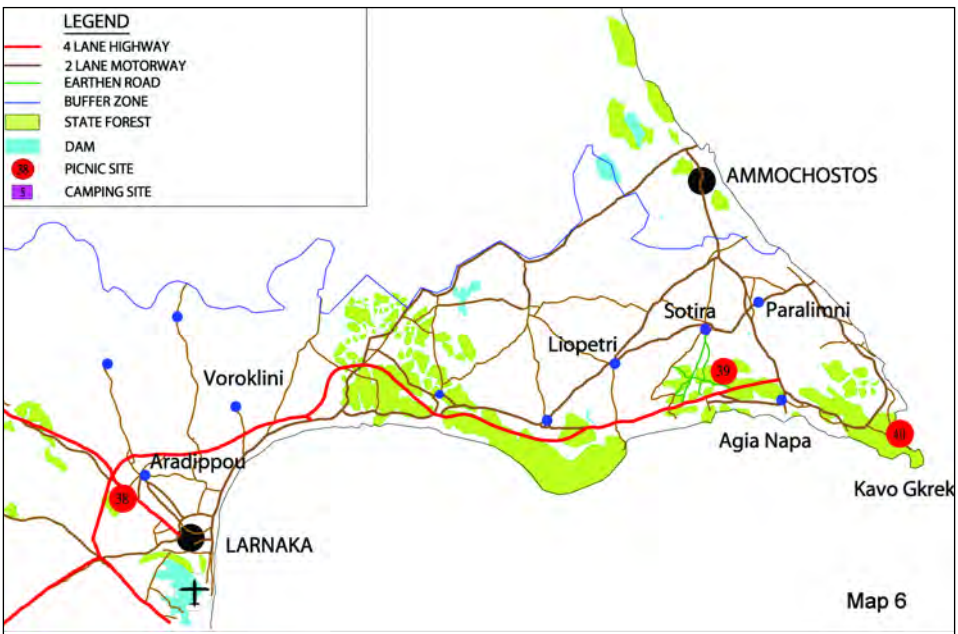 LEGEND
4 LANE HIGHWAY
2 LANE MOTORWAY
EARTHEN ROAD
BUFFER ZONE
STATE FOREST
DAM
38 PICNIC SITE
CAMPING SITE
AMMOCHOSTOS
Sotira
Paralimni
Liopetri
39
Voroklini
Agia Napa
40
Aradippou
Kavo Gkrek
38
LARNAKA
Map 6